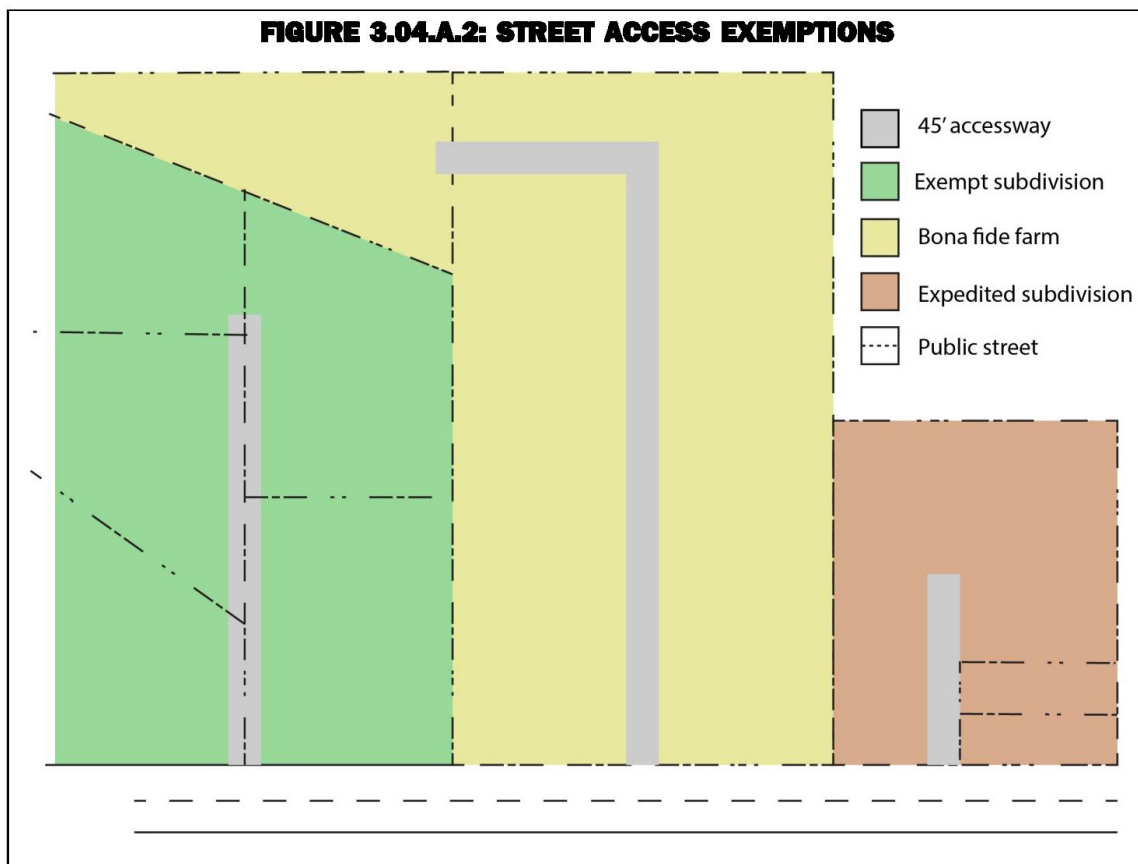 FIGURE 3.04.A.2: STREET ACCESS EXEMPTIONS
45' accessway
Exempt subdivision
Bona fide farm
Expedited subdivision
Public street